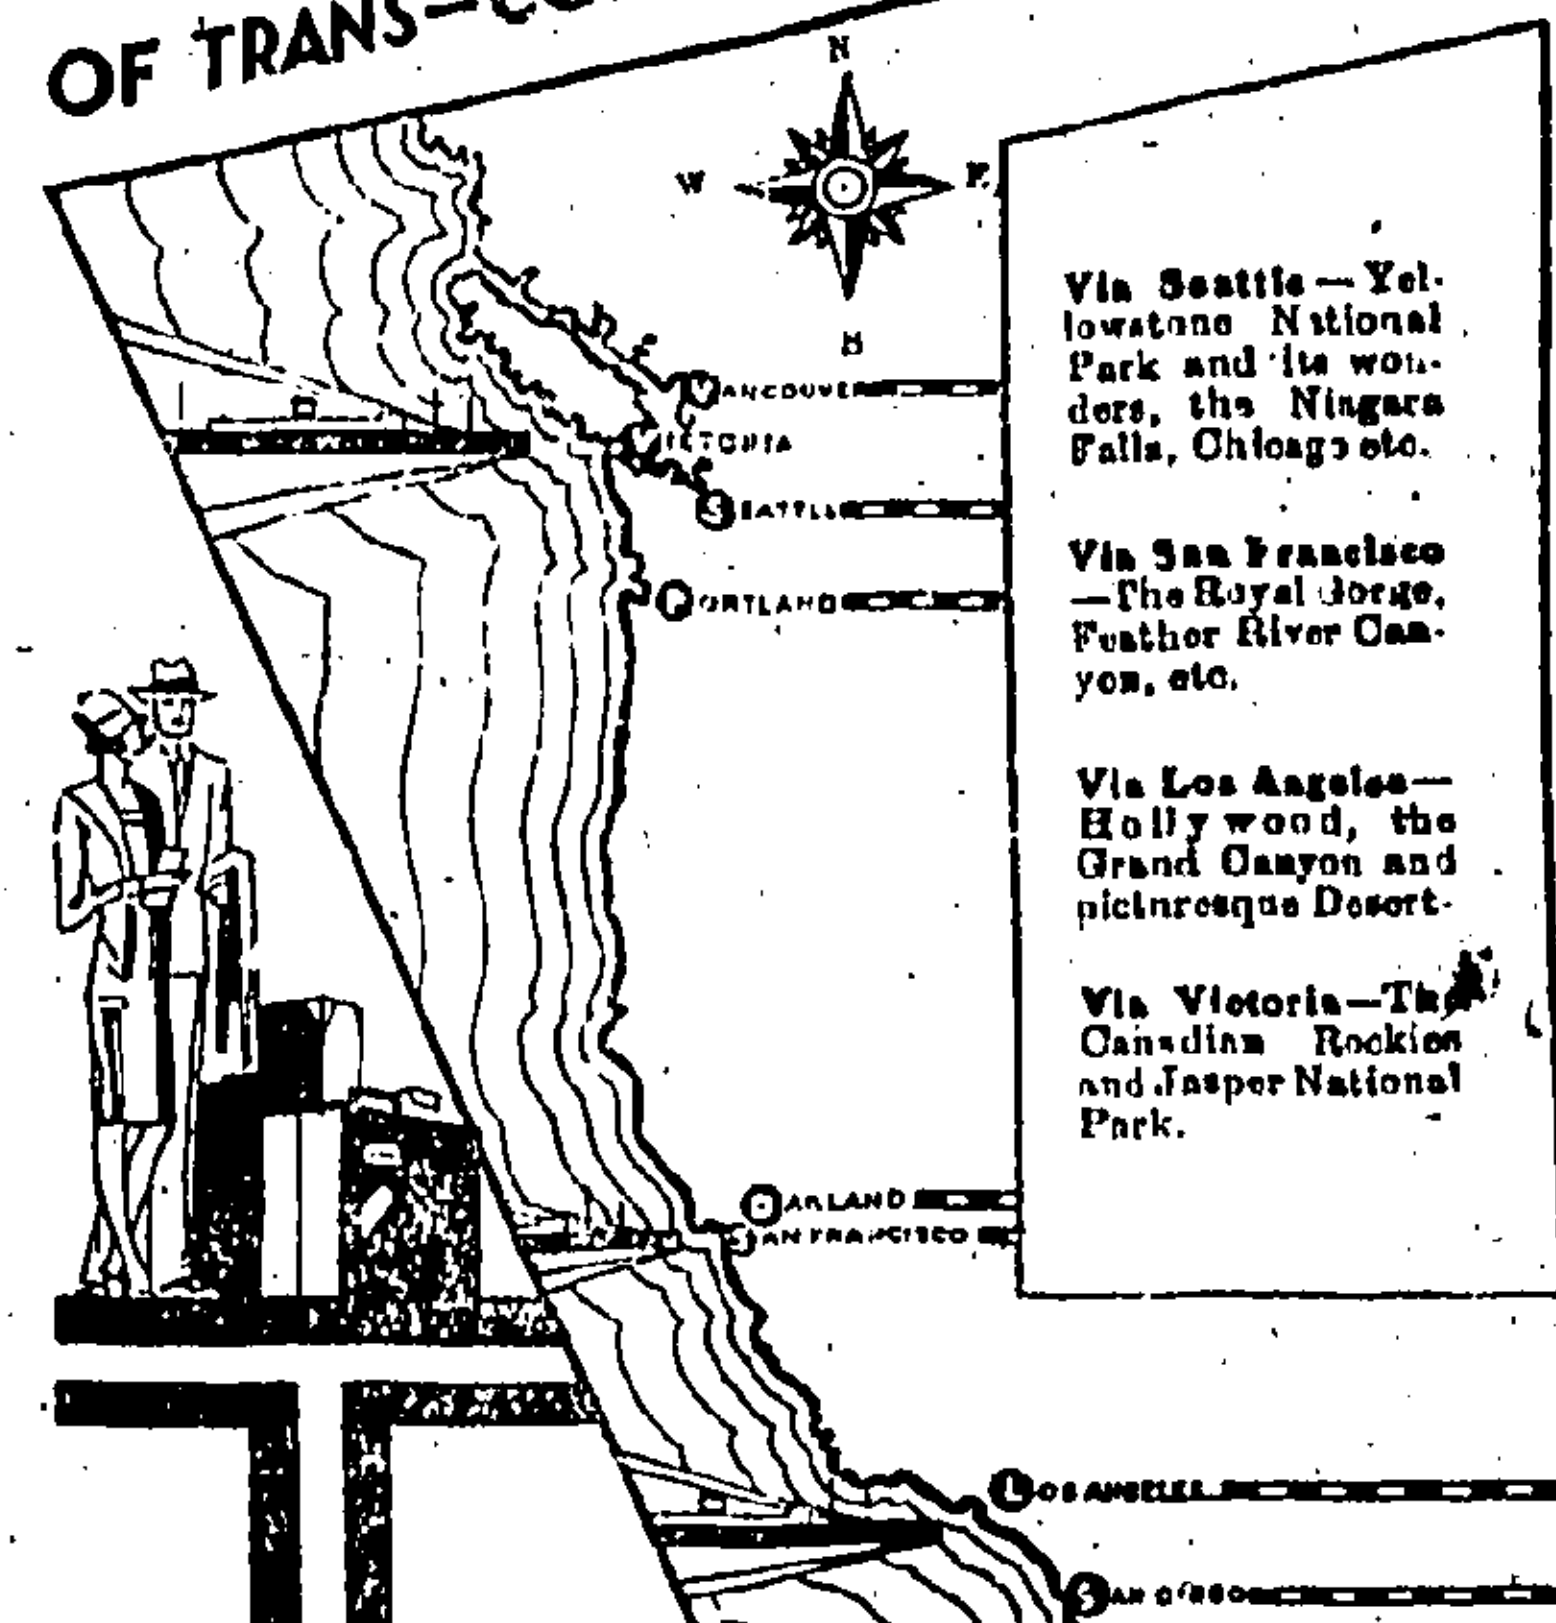 OF TRANS-CO
N
W E
S
VANCOUVER
VICTORIA
SEATTLE
PORTLAND
Via Seattle — Yel-
lowstone National
Park and its won-
ders, the Niagara
Falls, Chicago etc.
Via San Francisco
—The Royal Gorge,
Feather River Can-
yon, etc.
Via Los Angeles—
Hollywood, the
Grand Canyon and
picturesque Desert.
Via Victoria—The
Canadian Rockies
and Jasper National
Park.
OAKLAND
SAN FRANCISCO
LOS ANGELES
SAN DIEGO